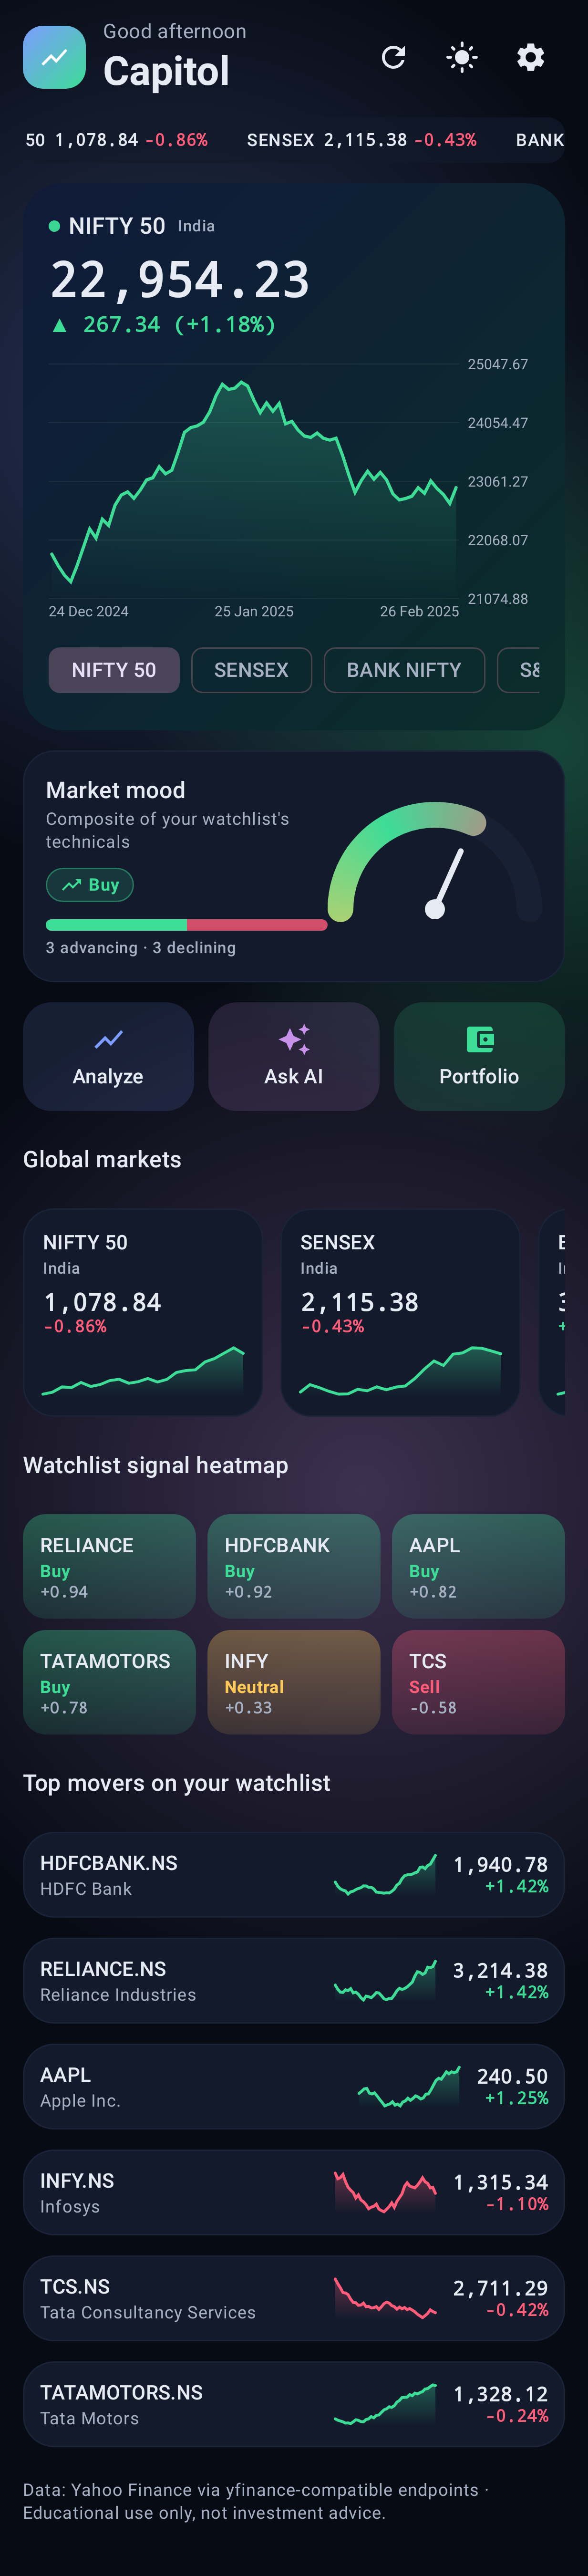 Good afternoon
Capitol
50 1,078.84 -0.86% SENSEX 2,115.38 -0.43% BANK
NIFTY 50 India
22,954.23
▲ 267.34 (+1.18%)
25047.67
24054.47
23061.27
22068.07
21074.88
24 Dec 2024 25 Jan 2025 26 Feb 2025
NIFTY 50 SENSEX BANK NIFTY S&
Market mood
Composite of your watchlist's
technicals
Buy
3 advancing · 3 declining
Analyze Ask AI Portfolio
Global markets
NIFTY 50
India
1,078.84
-0.86%
SENSEX
India
2,115.38
-0.43%
Watchlist signal heatmap
RELIANCE
Buy
+0.94
HDFCBANK
Buy
+0.92
AAPL
Buy
+0.82
TATAMOTORS
Buy
+0.78
INFY
Neutral
+0.33
TCS
Sell
-0.58
Top movers on your watchlist
HDFCBANK.NS 1,940.78
HDFC Bank +1.42%
RELIANCE.NS 3,214.38
Reliance Industries +1.42%
AAPL 240.50
Apple Inc. +1.25%
INFY.NS 1,315.34
Infosys -1.10%
TCS.NS 2,711.29
Tata Consultancy Services -0.42%
TATAMOTORS.NS 1,328.12
Tata Motors -0.24%
Data: Yahoo Finance via yfinance-compatible endpoints ·
Educational use only, not investment advice.